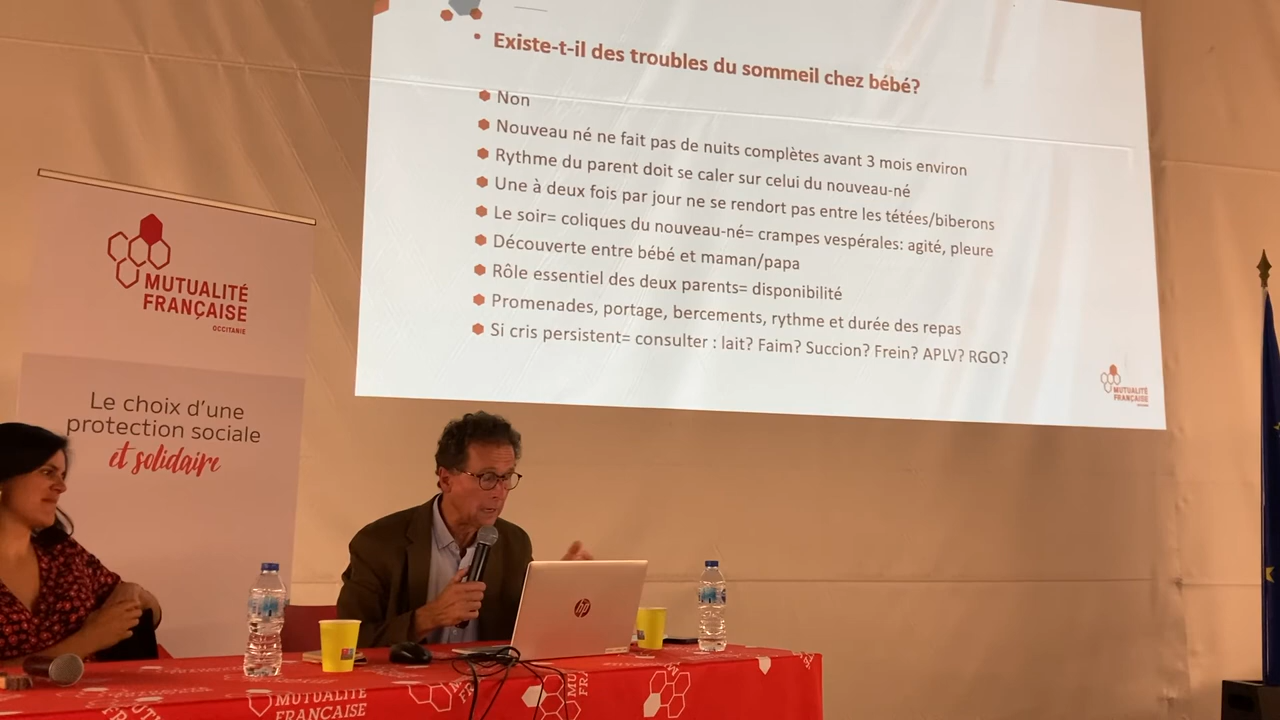 • Existe-t-il des troubles du sommeil chez bébé?
Non
Nouveau né ne fait pas de nuits complètes avant 3 mois environ
Rythme du parent doit se caler sur celui du nouveau-né
Une à deux fois par jour ne se rendort pas entre les tétées/biberons
Le soir= coliques du nouveau-né= crampes vespérales: agité, pleure
Découverte entre bébé et maman/papa
Rôle essentiel des deux parents= disponibilité
Promenades, portage, bercements, rythme et durée des repas
Si cris persistent= consulter : lait? Faim? Succion? Frein? APLV? RGO?
MUTUALITÉ
FRANÇAISE
MUTUALITÉ
FRANÇAISE
OCCITANIE
Le choix d'une
protection sociale
et solidaire
hp
MUTUALITÉ
FRANÇAISE